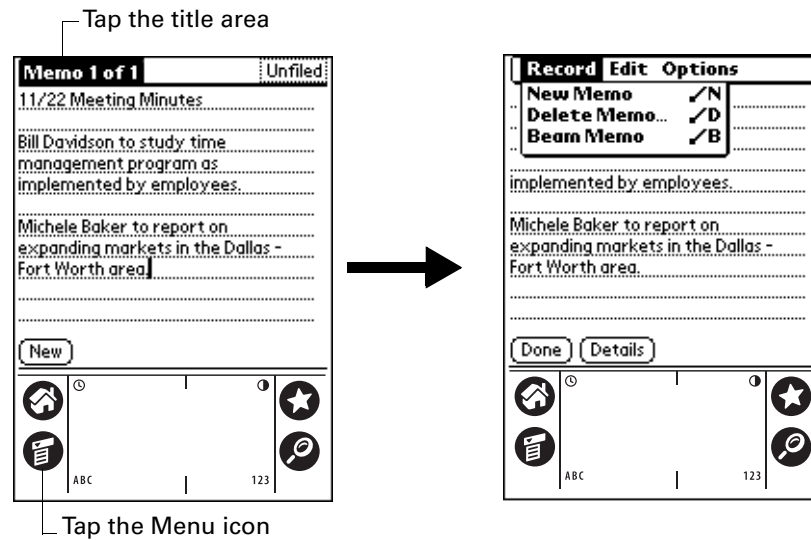 Tap the title area
Memo 1 of 1 Unfiled
11/22 Meeting Minutes
Bill Davidson to study time
management program as
implemented by employees.
Michele Baker to report on
expanding markets in the Dallas -
Fort Worth area.
New
ABC 123
Tap the Menu icon
Record Edit Options
New Memo /N
Delete Memo... /D
Beam Memo /B
implemented by employees.
Michele Baker to report on
expanding markets in the Dallas -
Fort Worth area.
Done Details
ABC 123